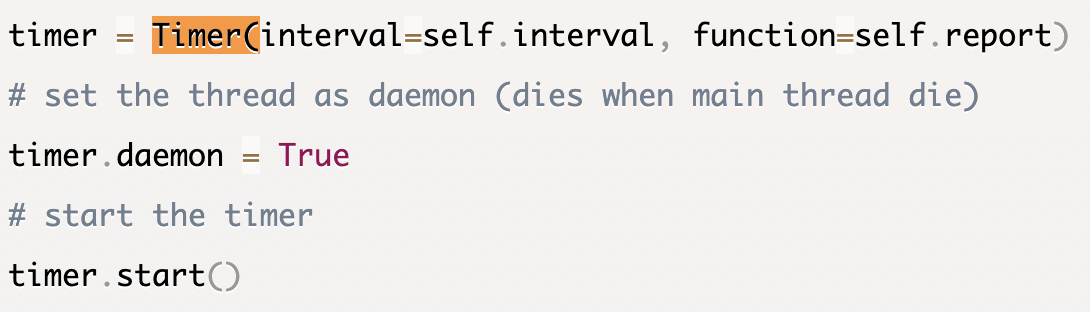 timer = Timer(interval=self.interval, function=self.report)
# set the thread as daemon (dies when main thread die)
timer.daemon = True
# start the timer
timer.start()